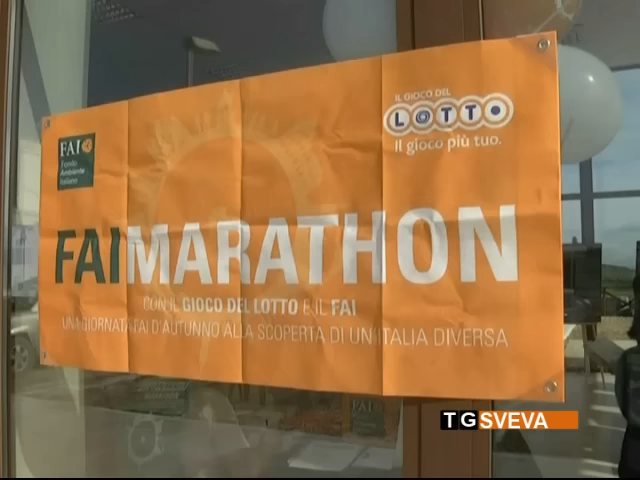 FAI
Fondo
Ambiente
Italiano
IL GIOCO DEL
LOTTO
Il gioco più tuo.
FAIMARATHON
CON IL GIOCO DEL LOTTO E IL FAI
UNA GIORNATA FAI D'AUTUNNO ALLA SCOPERTA DI UN'ITALIA DIVERSA
FAI
TGSVEVA